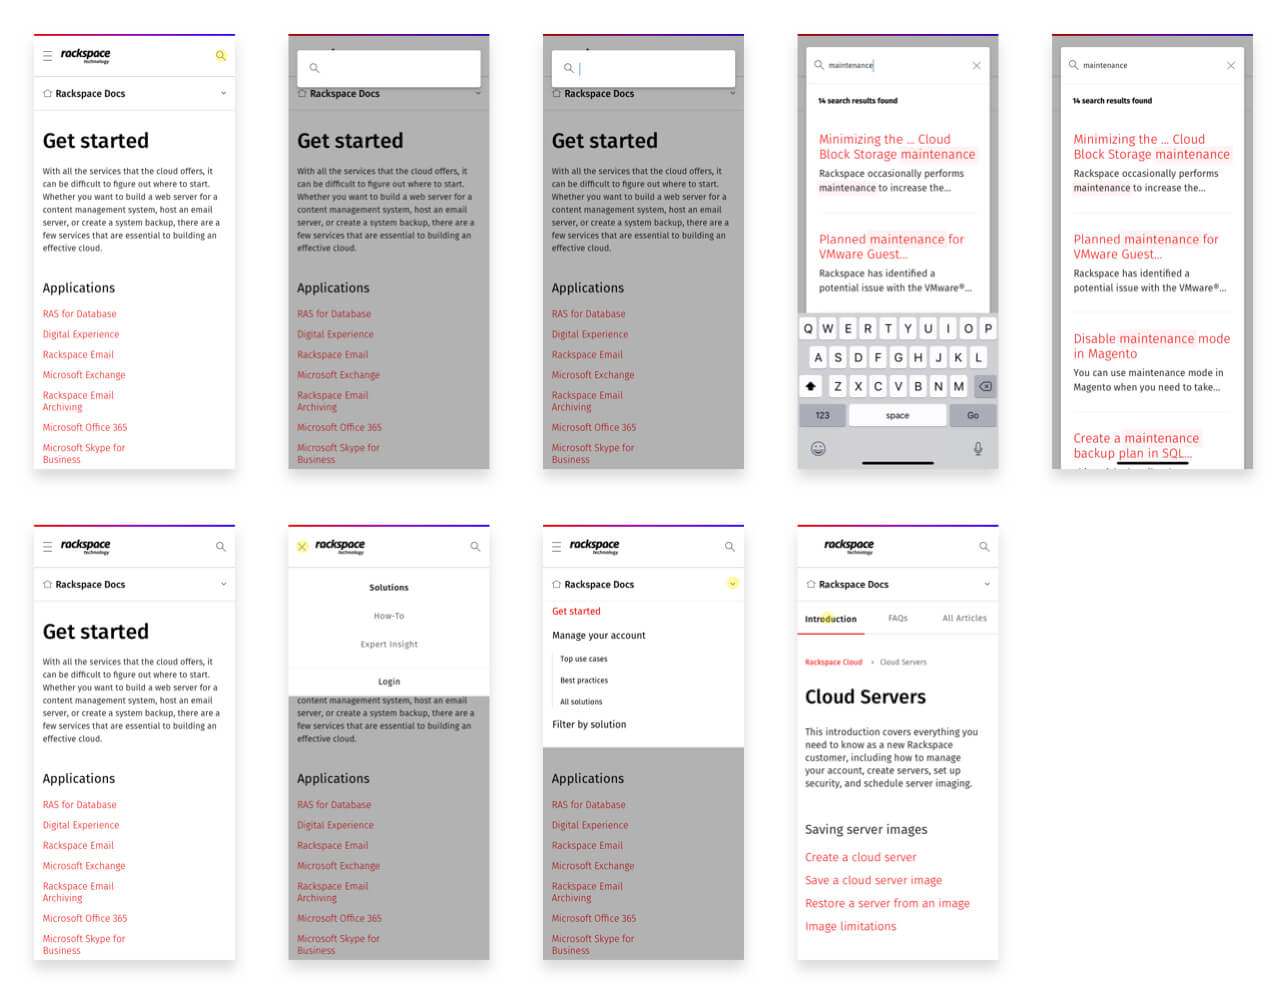 rackspace
technology
Rackspace Docs
Get started
With all the services that the cloud offers, it
can be difficult to figure out where to start.
Whether you want to build a web server for a
content management system, host an email
server, or create a system backup, there are a
few services that are essential to building an
effective cloud.
Applications
RAS for Database
Digital Experience
Rackspace Email
Microsoft Exchange
Rackspace Email
Archiving
Microsoft Office 365
Microsoft Skype for
Business
Rackspace Docs
Get started
With all the services that the cloud offers, it
can be difficult to figure out where to start.
Whether you want to build a web server for a
content management system, host an email
server, or create a system backup, there are a
few services that are essential to building an
effective cloud.
Applications
RAS for Database
Digital Experience
Rackspace Email
Microsoft Exchange
Rackspace Email
Archiving
Microsoft Office 365
Microsoft Skype for
Business
Rackspace Docs
Get started
With all the services that the cloud offers, it
can be difficult to figure out where to start.
Whether you want to build a web server for a
content management system, host an email
server, or create a system backup, there are a
few services that are essential to building an
effective cloud.
Applications
RAS for Database
Digital Experience
Rackspace Email
Microsoft Exchange
Rackspace Email
Archiving
Microsoft Office 365
Microsoft Skype for
Business
maintenance
14 search results found
Minimizing the ... Cloud
Block Storage maintenance
Rackspace occasionally performs
maintenance to increase the...
Planned maintenance for
VMware Guest...
Rackspace has identified a
potential issue with the VMware®...
Q W E R T Y U I O P
A S D F G H J K L
Z X C V B N M
123 space Go
maintenance
14 search results found
Minimizing the ... Cloud
Block Storage maintenance
Rackspace occasionally performs
maintenance to increase the...
Planned maintenance for
VMware Guest...
Rackspace has identified a
potential issue with the VMware®...
Disable maintenance mode
in Magento
You can use maintenance mode in
Magento when you need to take...
Create a maintenance
backup plan in SQL...
rackspace
technology
Rackspace Docs
Get started
With all the services that the cloud offers, it
can be difficult to figure out where to start.
Whether you want to build a web server for a
content management system, host an email
server, or create a system backup, there are a
few services that are essential to building an
effective cloud.
Applications
RAS for Database
Digital Experience
Rackspace Email
Microsoft Exchange
Rackspace Email
Archiving
Microsoft Office 365
Microsoft Skype for
Business
rackspace
technology
Solutions
How-To
Expert Insight
Login
content management system, host an email
server, or create a system backup, there are a
few services that are essential to building an
effective cloud.
Applications
RAS for Database
Digital Experience
Rackspace Email
Microsoft Exchange
Rackspace Email
Archiving
Microsoft Office 365
Microsoft Skype for
Business
rackspace
technology
Rackspace Docs
Get started
Manage your account
Top use cases
Best practices
All solutions
Filter by solution
Applications
RAS for Database
Digital Experience
Rackspace Email
Microsoft Exchange
Rackspace Email
Archiving
Microsoft Office 365
Microsoft Skype for
Business
rackspace
technology
Rackspace Docs
Introduction FAQs All Articles
Rackspace Cloud › Cloud Servers
Cloud Servers
This introduction covers everything you
need to know as a new Rackspace
customer, including how to manage
your account, create servers, set up
security, and schedule server imaging.
Saving server images
Create a cloud server
Save a cloud server image
Restore a server from an image
Image limitations